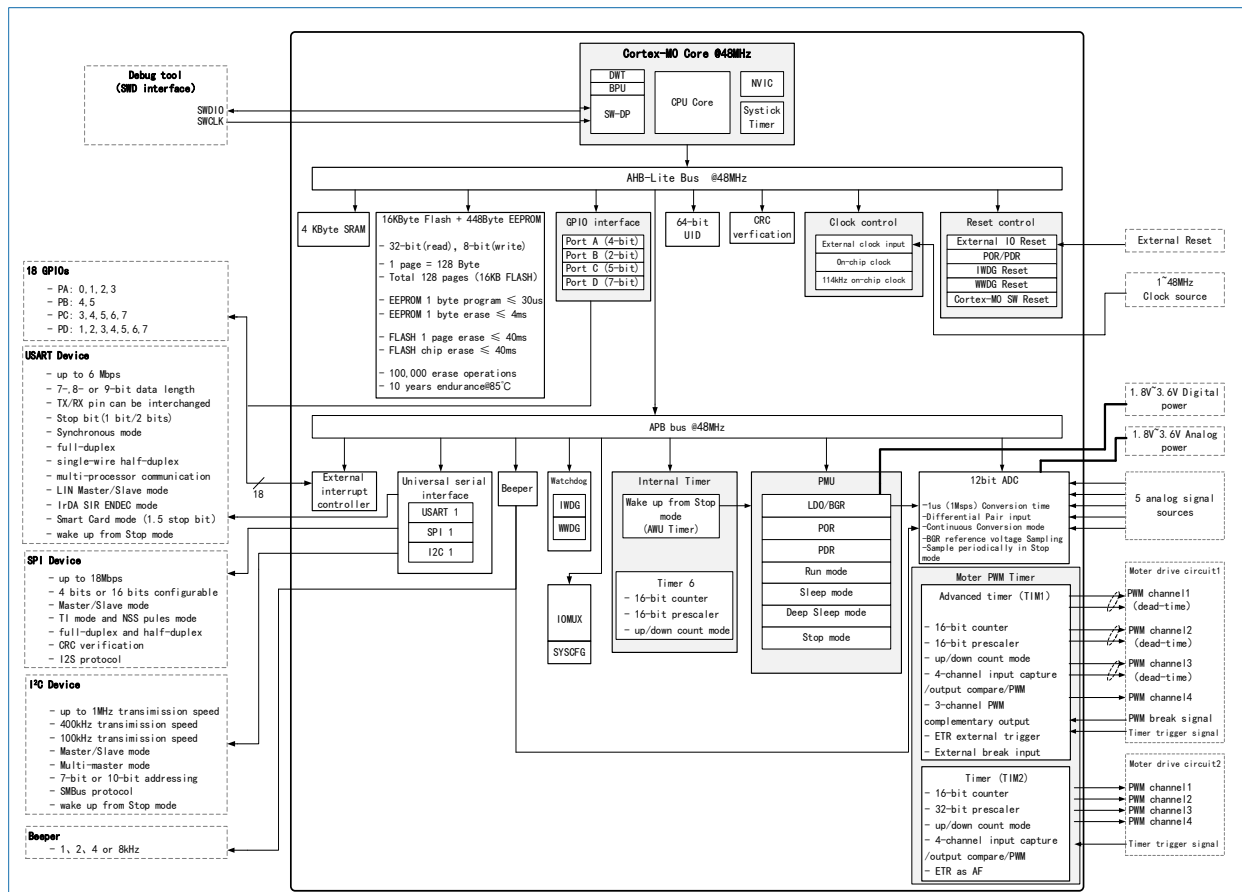 Cortex-M0 Core @48MHz
DWT
BPU
SW-DP
CPU Core
NVIC
Systick
Timer
Debug tool
(SWD interface)
SWDIO
SWCLK
AHB-Lite Bus @48MHz
4 KByte SRAM
16KByte Flash + 448Byte EEPROM
- 32-bit(read), 8-bit(write)
- 1 page = 128 Byte
- Total 128 pages (16KB FLASH)
- EEPROM 1 byte program ≤ 30us
- EEPROM 1 byte erase ≤ 4ms
- FLASH 1 page erase ≤ 40ms
- FLASH chip erase ≤ 40ms
- 100,000 erase operations
- 10 years endurance@85℃
GPIO interface
Port A (4-bit)
Port B (2-bit)
Port C (5-bit)
Port D (7-bit)
64-bit
UID
CRC
verfication
Clock control
External clock input
On-chip clock
114kHz on-chip clock
Reset control
External IO Reset
POR/PDR
IWDG Reset
WWDG Reset
Cortex-M0 SW Reset
External Reset
1~48MHz
Clock source
18 GPIOs
- PA: 0,1,2,3
- PB: 4,5
- PC: 3,4,5,6,7
- PD: 1,2,3,4,5,6,7
USART Device
- up to 6 Mbps
- 7-,8- or 9-bit data length
- TX/RX pin can be interchanged
- Stop bit(1 bit/2 bits)
- Synchronous mode
- full-duplex
- single-wire half-duplex
- multi-processor communication
- LIN Master/Slave mode
- IrDA SIR ENDEC mode
- Smart Card mode (1.5 stop bit)
- wake up from Stop mode
SPI Device
- up to 18Mbps
- 4 bits or 16 bits configurable
- Master/Slave mode
- TI mode and NSS pules mode
- full-duplex and half-duplex
- CRC verification
- I2S protocol
I²C Device
- up to 1MHz transimission speed
- 400kHz transimission speed
- 100kHz transimission speed
- Master/Slave mode
- Multi-master mode
- 7-bit or 10-bit addressing
- SMBus protocol
- wake up from Stop mode
Beeper
- 1、2、4 or 8kHz
APB bus @48MHz
18
External
interrupt
controller
Universal serial
interface
USART 1
SPI 1
I2C 1
Beeper
Watchdog
IWDG
WWDG
IOMUX
SYSCFG
Internal Timer
Wake up from Stop
mode
(AWU Timer)
Timer 6
- 16-bit counter
- 16-bit prescaler
- up/down count mode
PMU
LDO/BGR
POR
PDR
Run mode
Sleep mode
Deep Sleep mode
Stop mode
12bit ADC
-1us (1Msps) Conversion time
-Differential Pair input
-Continuous Conversion mode
-BGR reference voltage Sampling
-Sample periodically in Stop
mode
1.8V~3.6V Digital
power
1.8V~3.6V Analog
power
5 analog signal
sources
Moter PWM Timer
Advanced timer (TIM1)
- 16-bit counter
- 16-bit prescaler
- up/down count mode
- 4-channel input capture
/output compare/PWM
- 3-channel PWM
complementary output
- ETR external trigger
- External break input
Timer (TIM2)
- 16-bit counter
- 32-bit prescaler
- up/down count mode
- 4-channel input capture
/output compare/PWM
- ETR as AF
Moter drive circuit1
PWM channel1
(dead-time)
PWM channel2
(dead-time)
PWM channel3
(dead-time)
PWM channel4
PWM break signal
Timer trigger signal
Moter drive circuit2
PWM channel1
PWM channel2
PWM channel3
PWM channel4
Timer trigger signal